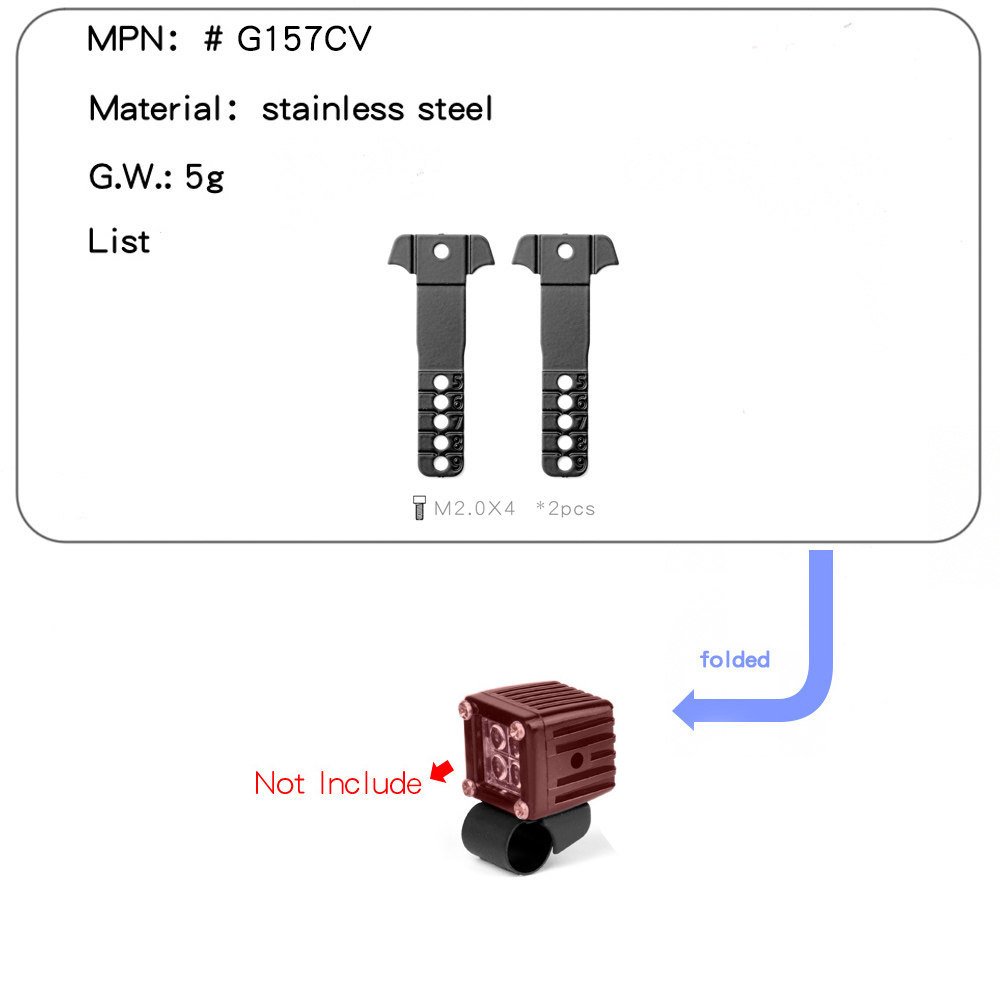 MPN: # G157CV
Material: stainless steel
G.W.: 5g
List
5 5
6 6
7 7
8 8
9 9
M2.0X4 *2pcs
folded
Not Include